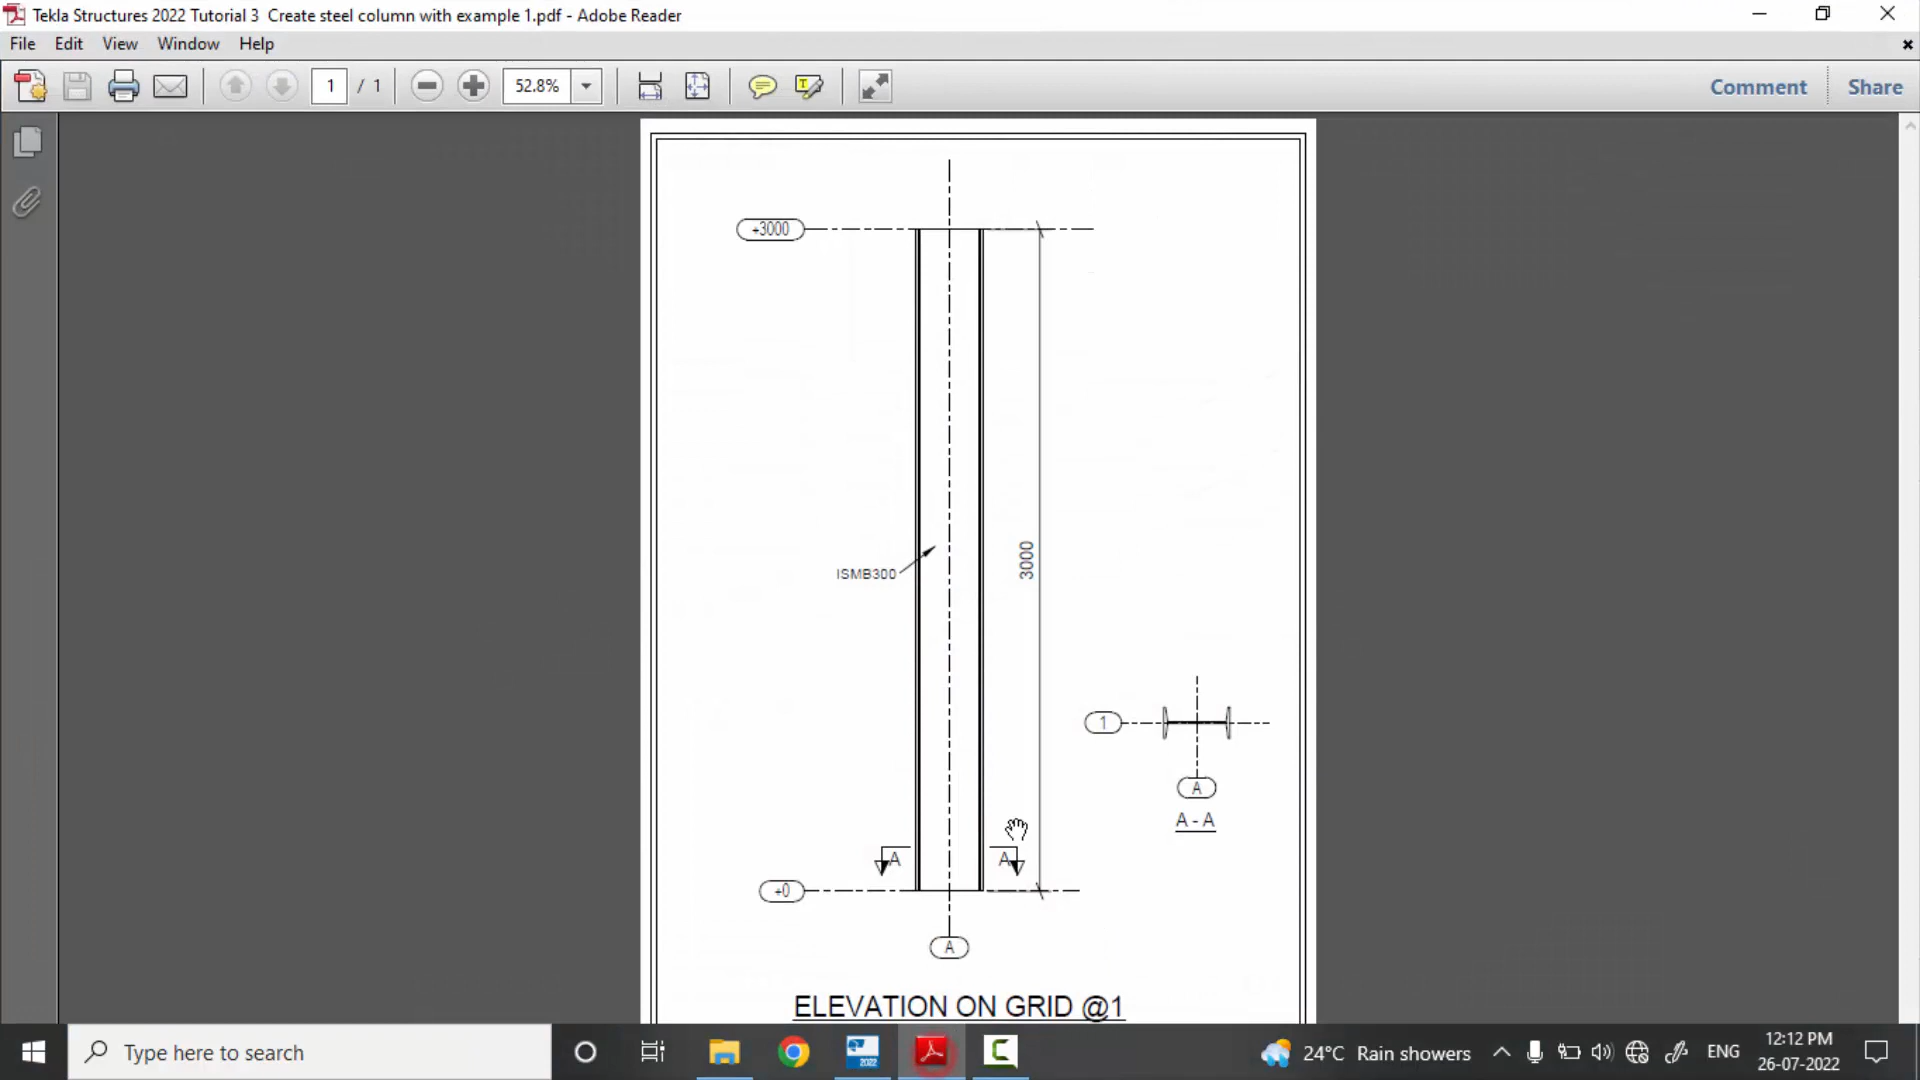 Tekla Structures 2022 Tutorial 3  Create steel column with example 1.pdf - Adobe Reader
File Edit View Window Help
1 / 1
52.8%
T
Comment
Share
+3000
3000
ISMB300
1
A
A - A
A A
+0
A
ELEVATION ON GRID @1
Type here to search
2022
24°C Rain showers
ENG
12:12 PM
26-07-2022